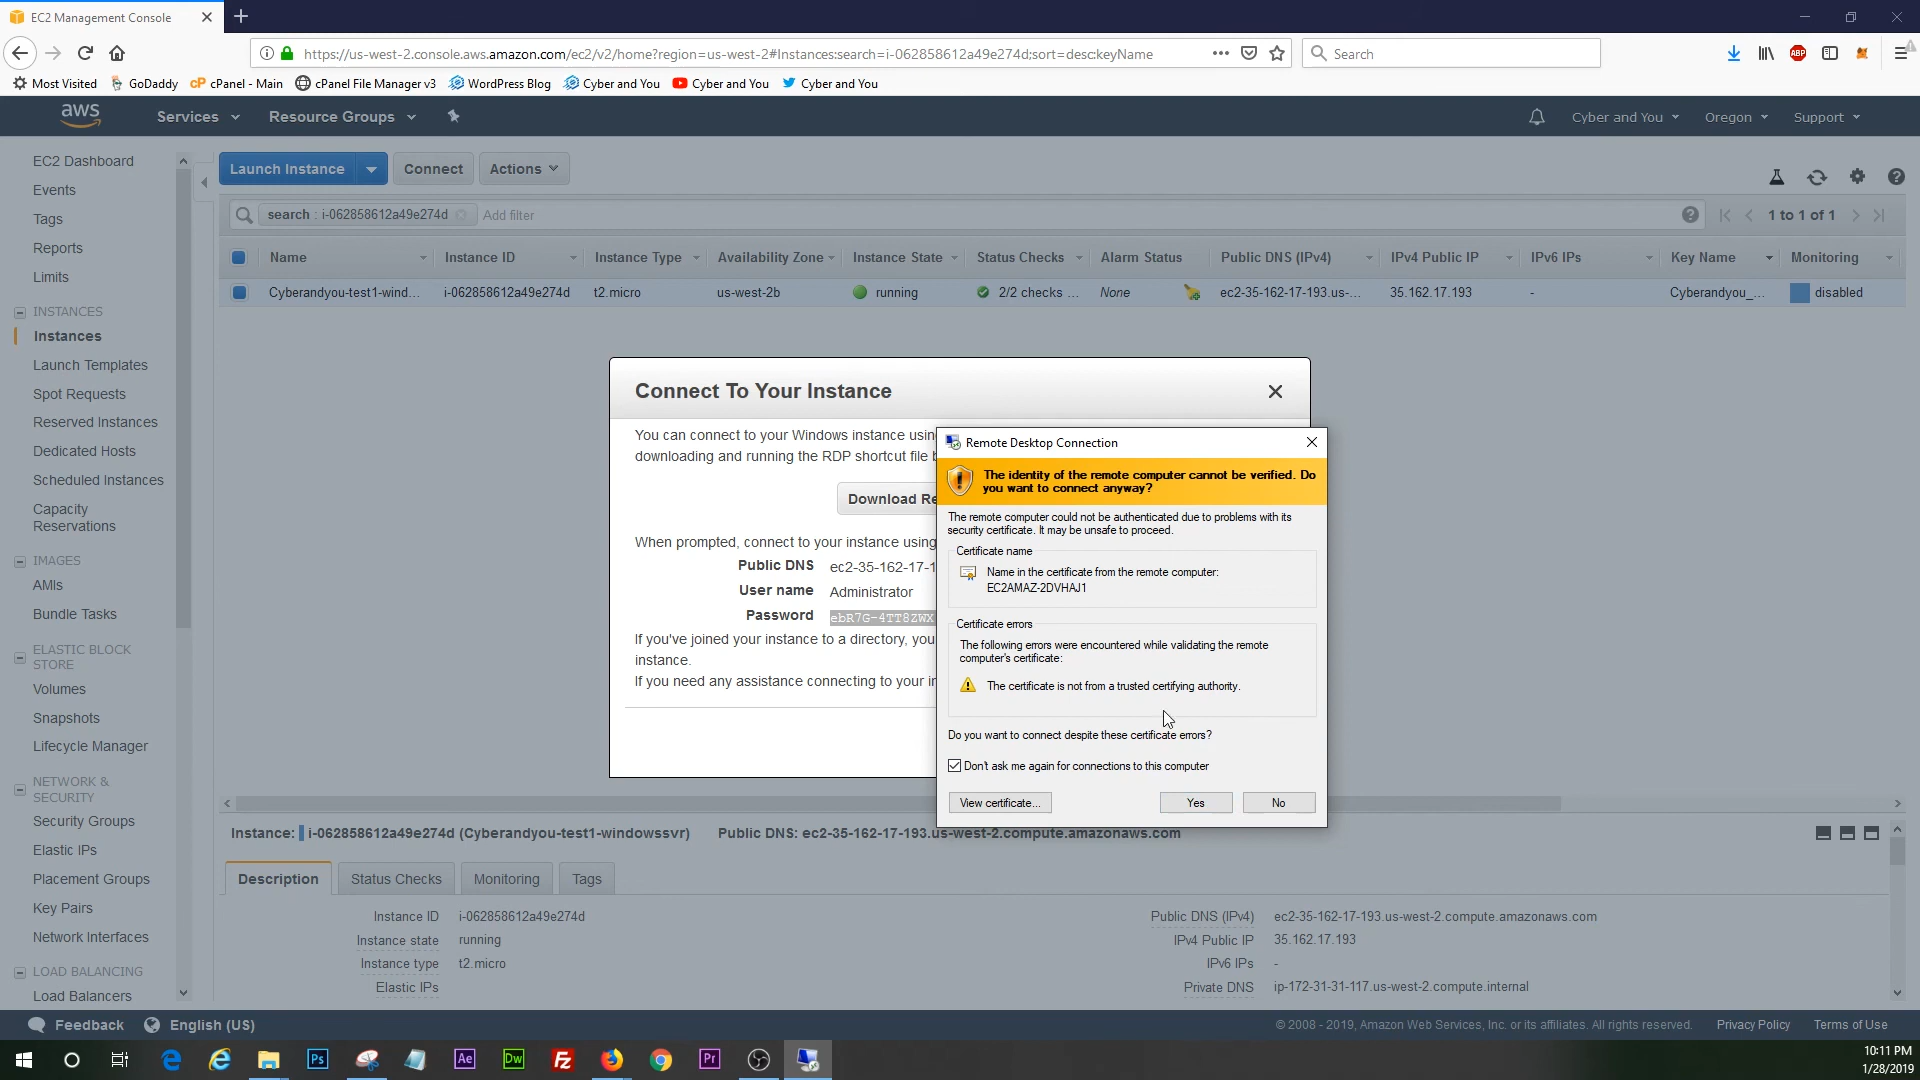 EC2 Management Console
https://us-west-2.console.aws.amazon.com/ec2/v2/home?region=us-west-2#Instances:search=i-062858612a49e274d;sort=desc:keyName
Search
Most Visited
GoDaddy
cP cPanel - Main
cPanel File Manager v3
WordPress Blog
Cyber and You
Cyber and You
Cyber and You
aws
Services
Resource Groups
Cyber and You
Oregon
Support
EC2 Dashboard
Events
Tags
Reports
Limits
INSTANCES
Instances
Launch Templates
Spot Requests
Reserved Instances
Dedicated Hosts
Scheduled Instances
Capacity
Reservations
IMAGES
AMIs
Bundle Tasks
ELASTIC BLOCK
STORE
Volumes
Snapshots
Lifecycle Manager
NETWORK &
SECURITY
Security Groups
Elastic IPs
Placement Groups
Key Pairs
Network Interfaces
LOAD BALANCING
Load Balancers
Launch Instance
Connect
Actions
search : i-062858612a49e274d
Add filter
1 to 1 of 1
Name Instance ID Instance Type Availability Zone Instance State Status Checks Alarm Status Public DNS (IPv4) IPv4 Public IP IPv6 IPs Key Name Monitoring
Cyberandyou-test1-wind... i-062858612a49e274d t2.micro us-west-2b running 2/2 checks ... None ec2-35-162-17-193.us-... 35.162.17.193 - Cyberandyou_... disabled
Connect To Your Instance
You can connect to your Windows instance usin
downloading and running the RDP shortcut file b
Download Re
When prompted, connect to your instance using
Public DNS ec2-35-162-17-1
User name Administrator
Password ebR7G-4TT8ZWX
If you've joined your instance to a directory, you
instance.
If you need any assistance connecting to your in
Remote Desktop Connection
The identity of the remote computer cannot be verified. Do
you want to connect anyway?
The remote computer could not be authenticated due to problems with its
security certificate. It may be unsafe to proceed.
Certificate name
Name in the certificate from the remote computer:
EC2AMAZ-2DVHAJ1
Certificate errors
The following errors were encountered while validating the remote
computer's certificate:
The certificate is not from a trusted certifying authority.
Do you want to connect despite these certificate errors?
Don't ask me again for connections to this computer
View certificate...
Yes
No
Instance: i-062858612a49e274d (Cyberandyou-test1-windowssvr) Public DNS: ec2-35-162-17-193.us-west-2.compute.amazonaws.com
Description
Status Checks
Monitoring
Tags
Instance ID i-062858612a49e274d
Instance state running
Instance type t2.micro
Elastic IPs
Public DNS (IPv4) ec2-35-162-17-193.us-west-2.compute.amazonaws.com
IPv4 Public IP 35.162.17.193
IPv6 IPs -
Private DNS ip-172-31-31-117.us-west-2.compute.internal
Feedback
English (US)
© 2008 - 2019, Amazon Web Services, Inc. or its affiliates. All rights reserved.
Privacy Policy
Terms of Use
ABP
Ps
Ae
Dw
Fz
Pr
10:11 PM
1/28/2019